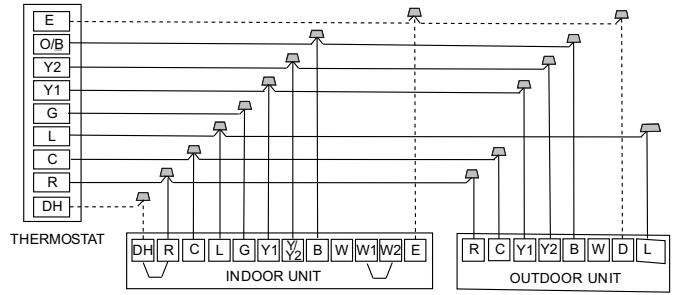 E
O/B
Y2
Y1
G
L
C
R
DH
THERMOSTAT
DH R C L G Y1 Y/Y2 B W W1 W2 E
INDOOR UNIT
R C Y1 Y2 B W D L
OUTDOOR UNIT